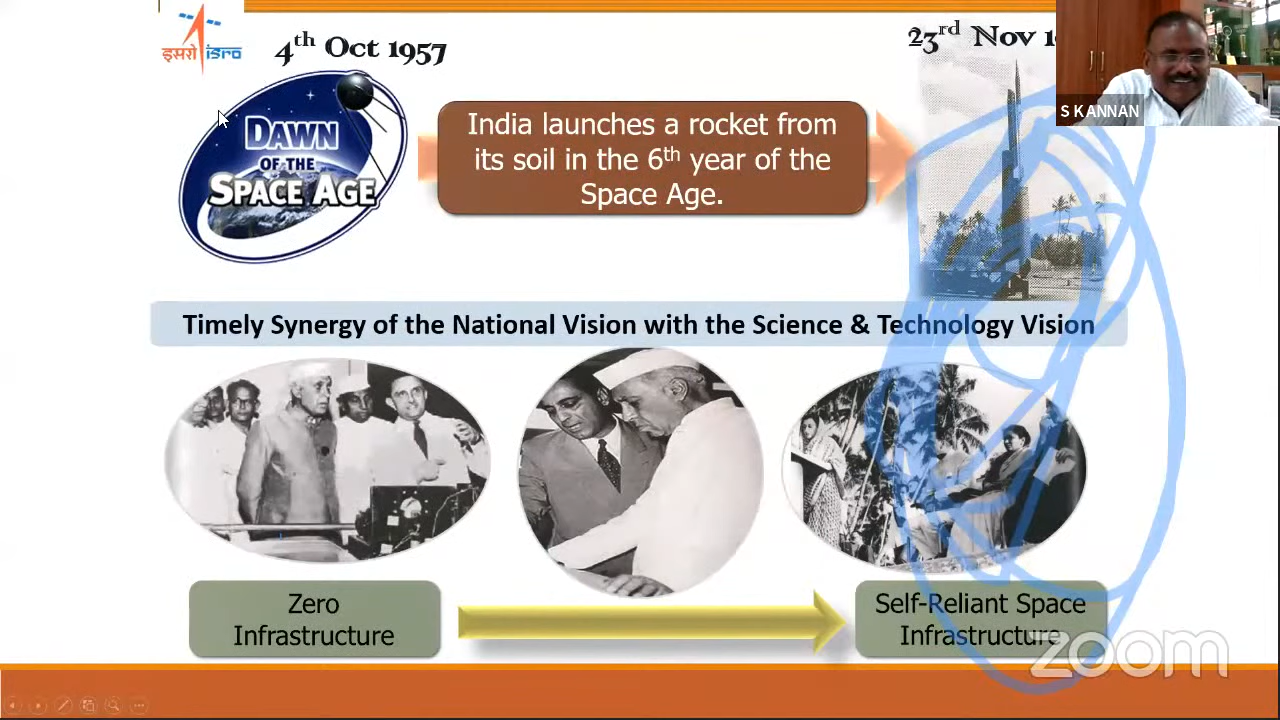 इसरो isro
4th Oct 1957
23rd Nov 1
S KANNAN
DAWN
OF THE
SPACE AGE
India launches a rocket from
its soil in the 6th year of the
Space Age.
Timely Synergy of the National Vision with the Science & Technology Vision
Zero
Infrastructure
Self-Reliant Space
Infrastructure
zoom